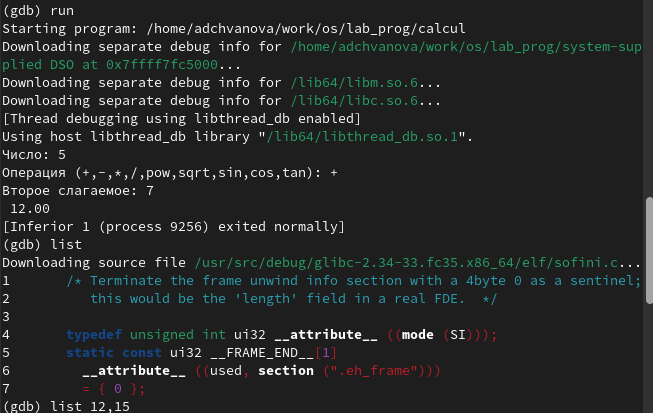 (gdb) run
Starting program: /home/adchvanova/work/os/lab_prog/calcul
Downloading separate debug info for /home/adchvanova/work/os/lab_prog/system-sup
plied DSO at 0x7ffff7fc5000...
Downloading separate debug info for /lib64/libm.so.6...
Downloading separate debug info for /lib64/libc.so.6...
[Thread debugging using libthread_db enabled]
Using host libthread_db library "/lib64/libthread_db.so.1".
Число: 5
Операция (+,-,*,/,pow,sqrt,sin,cos,tan): +
Второе слагаемое: 7
 12.00
[Inferior 1 (process 9256) exited normally]
(gdb) list
Downloading source file /usr/src/debug/glibc-2.34-33.fc35.x86_64/elf/sofini.c...
1       /* Terminate the frame unwind info section with a 4byte 0 as a sentinel;
2          this would be the 'length' field in a real FDE.  */
3
4       typedef unsigned int ui32 __attribute__ ((mode (SI)));
5       static const ui32 __FRAME_END__[1]
6         __attribute__ ((used, section (".eh_frame")))
7         = { 0 };
(gdb) list 12,15